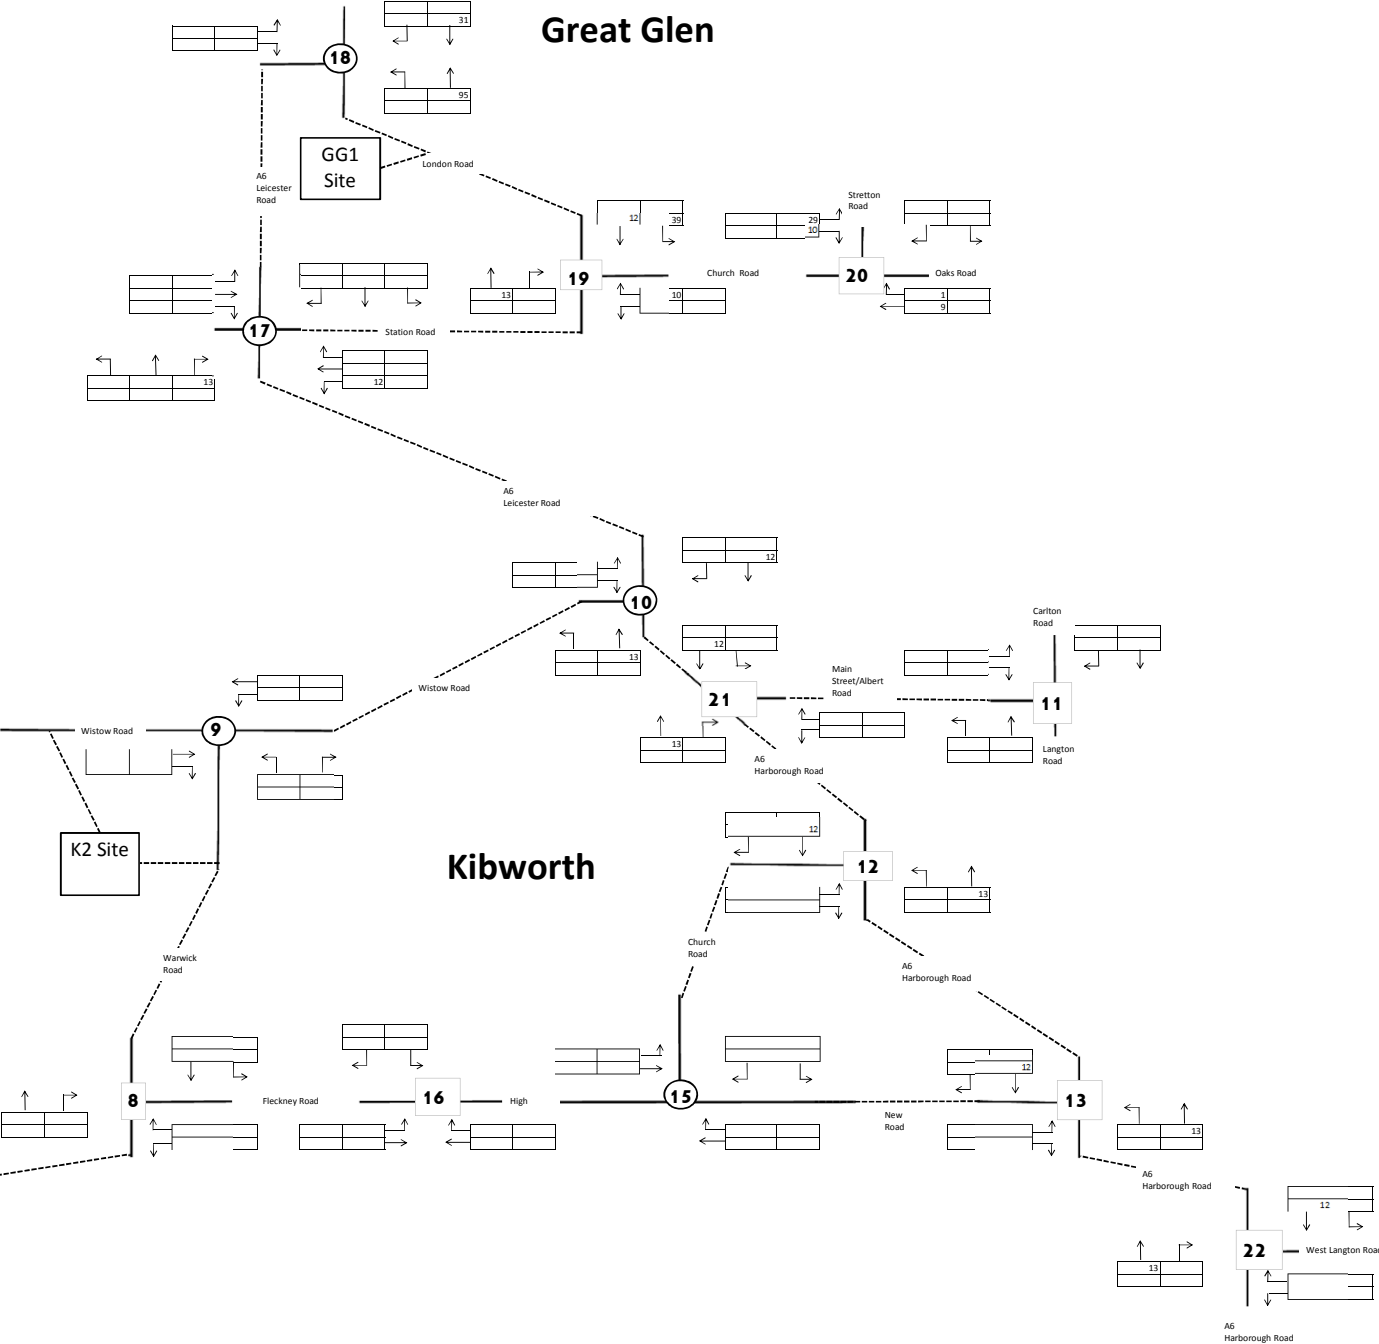 31
Great Glen
18
95
GG1
Site
London Road
A6
Leicester
Road
Stretton
Road
12
39
29
10
19
Church Road
20
Oaks Road
13
10
1
9
17
Station Road
13
12
A6
Leicester Road
12
10
13
12
Carlton
Road
Main
Street/Albert
Road
Wistow Road
21
11
Wistow Road
9
13
Langton
Road
A6
Harborough Road
12
K2 Site
Kibworth
12
13
Church
Road
Warwick
Road
A6
Harborough Road
12
8
Fleckney Road
16
High
15
13
New
Road
13
A6
Harborough Road
12
22
West Langton Road
13
A6
Harborough Road